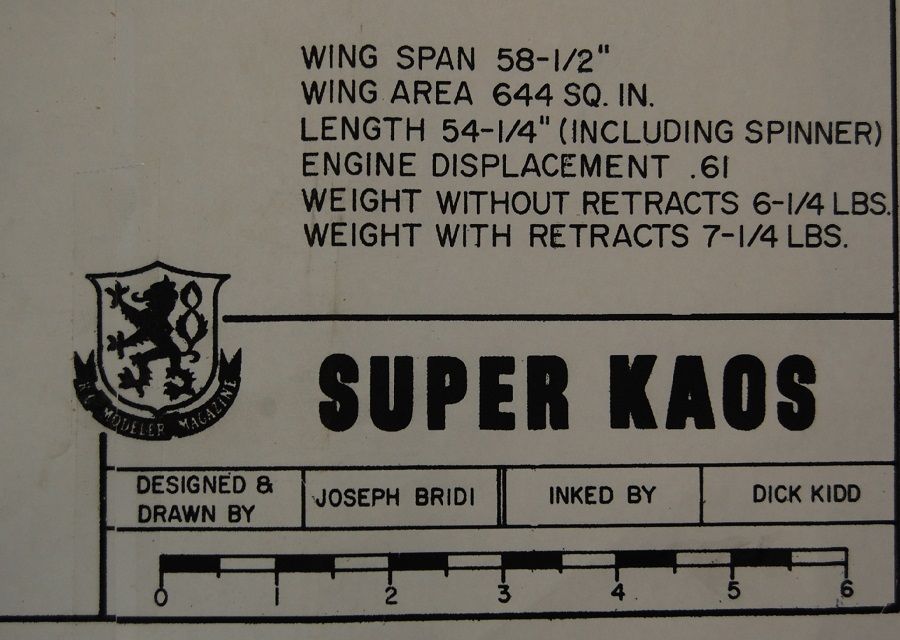 WING SPAN 58-1/2"
WING AREA 644 SQ. IN.
LENGTH 54-1/4" (INCLUDING SPINNER)
ENGINE DISPLACEMENT .61
WEIGHT WITHOUT RETRACTS 6-1/4 LBS.
WEIGHT WITH RETRACTS 7-1/4 LBS.
R/C MODELER MAGAZINE
SUPER KAOS
DESIGNED &
DRAWN BY
JOSEPH BRIDI
INKED BY
DICK KIDD
0 1 2 3 4 5 6